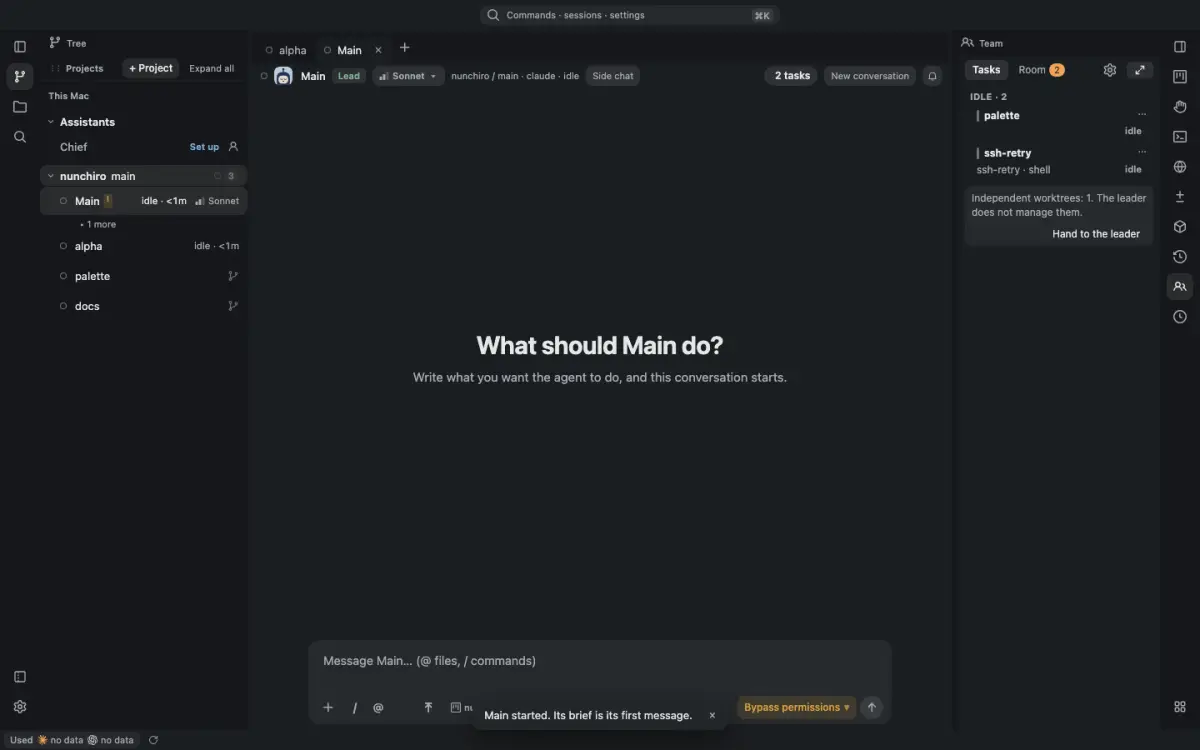 Commands · sessions · settings
⌘K
Tree
Projects
+ Project
Expand all
This Mac
Assistants
Chief
Set up
nunchiro main
3
Main
!
idle · <1m
Sonnet
• 1 more
alpha
idle · <1m
palette
docs
alpha
Main
×
+
Main
Lead
Sonnet
nunchiro / main · claude · idle
Side chat
2 tasks
New conversation
What should Main do?
Write what you want the agent to do, and this conversation starts.
Message Main... (@ files, / commands)
+
/
@
nu
Main started. Its brief is its first message.
×
Bypass permissions
Team
Tasks
Room 2
IDLE · 2
palette
...
idle
ssh-retry
...
ssh-retry · shell
idle
Independent worktrees: 1. The leader
does not manage them.
Hand to the leader
Used
no data
no data